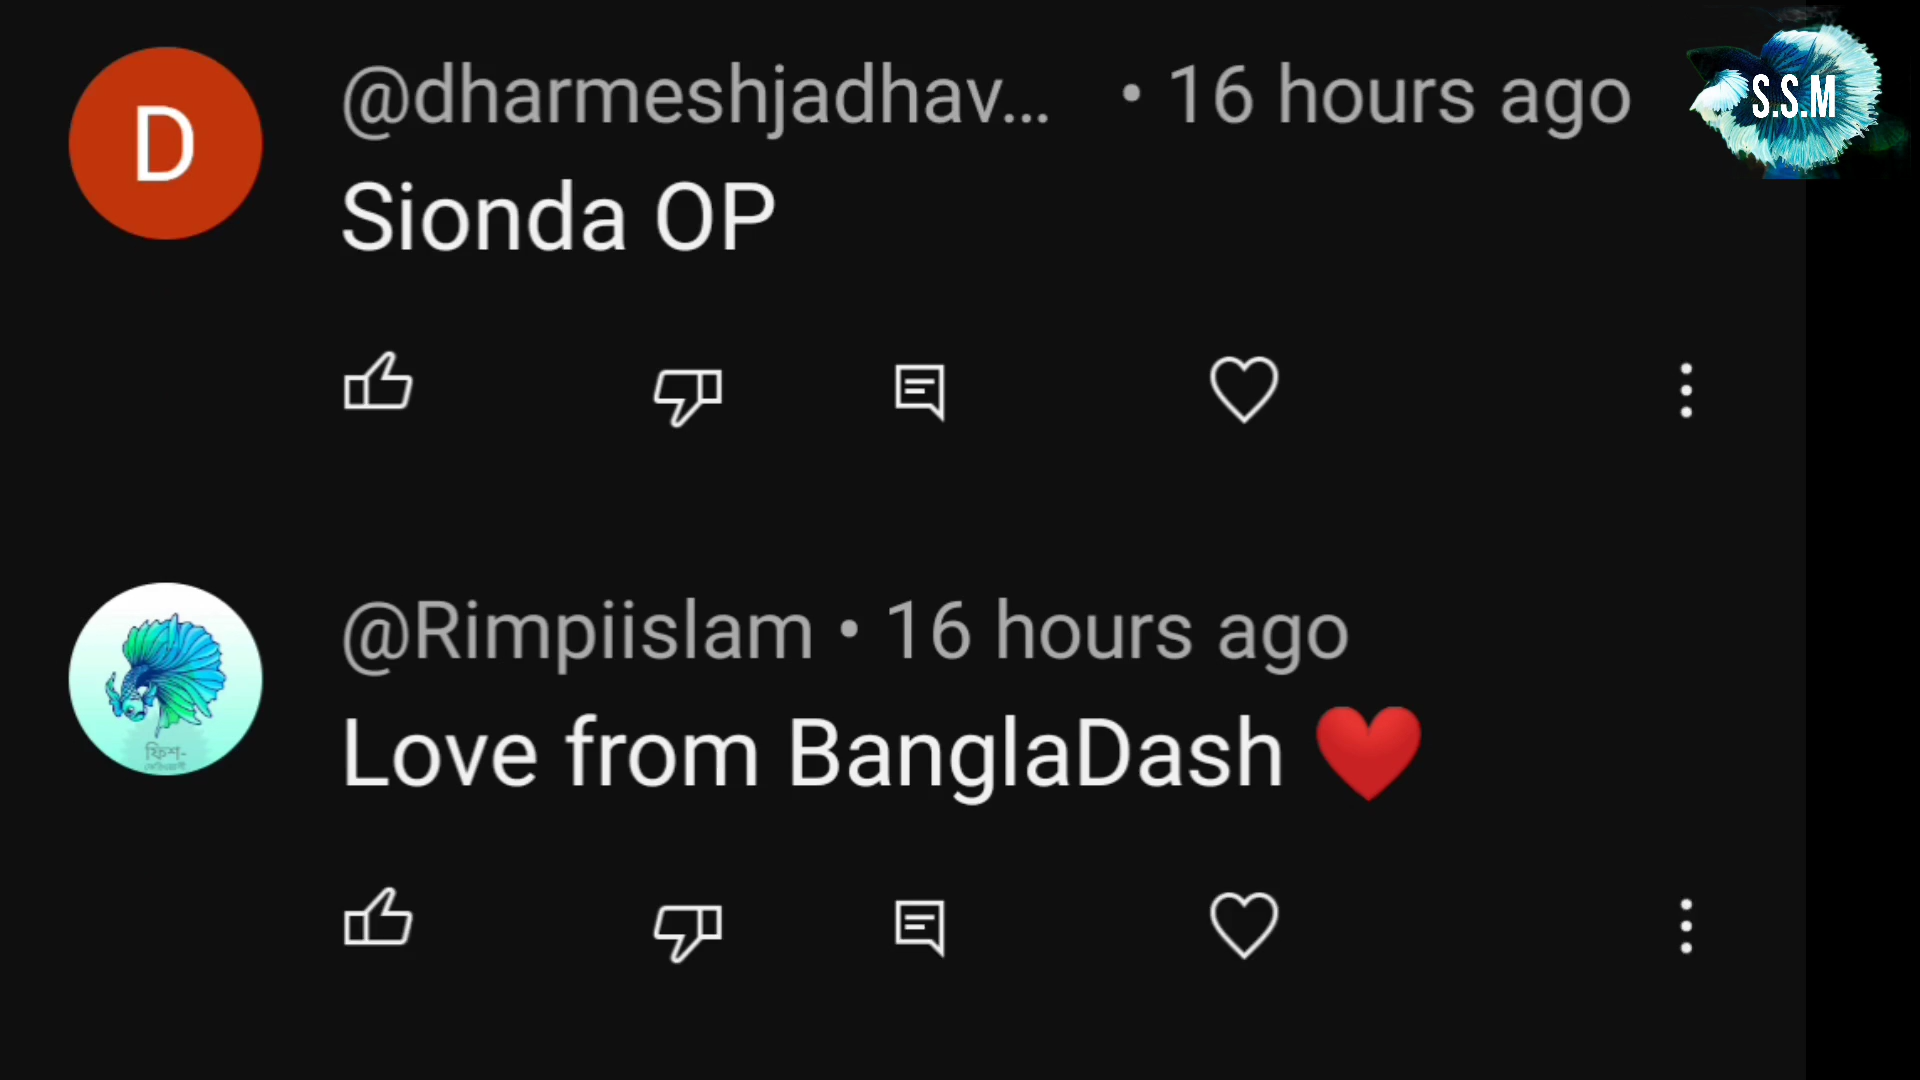 D
@dharmeshjadhav... • 16 hours ago
S.S.M
Sionda OP
@Rimpiislam • 16 hours ago
Love from BanglaDash ❤️
ফিশ-